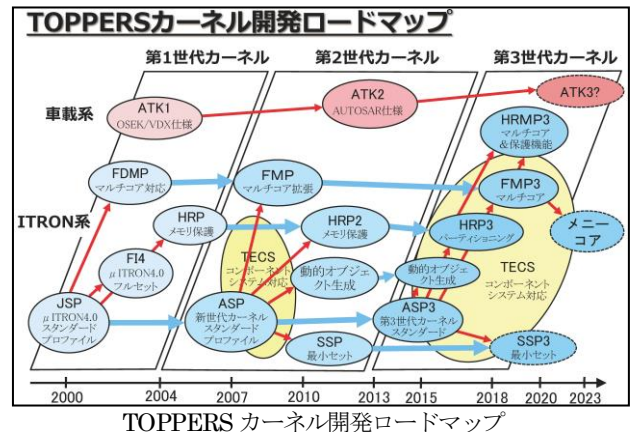 TOPPERSカーネル開発ロードマップ
第1世代カーネル
第2世代カーネル
第3世代カーネル
車載系
ATK1
OSEK/VDX仕様
ATK2
AUTOSAR仕様
ATK3?
HRMP3
マルチコア
&保護機能
FDMP
マルチコア対応
FMP
マルチコア拡張
FMP3
マルチコア
ITRON系
HRP
メモリ保護
HRP2
メモリ保護
HRP3
パーティショニング
メニー
コア
FI4
μITRON4.0
フルセット
TECS
コンポーネント
システム対応
動的オブジェ
クト生成
動的オブジェ
クト生成
TECS
コンポーネント
システム対応
JSP
μITRON4.0
スタンダード
プロファイル
ASP
新世代カーネル
スタンダード
プロファイル
ASP3
第3世代カーネル
スタンダード
SSP
最小セット
SSP3
最小セット
2000
2004
2007
2010
2013
2015
2018
2020
2023
TOPPERS カーネル開発ロードマップ